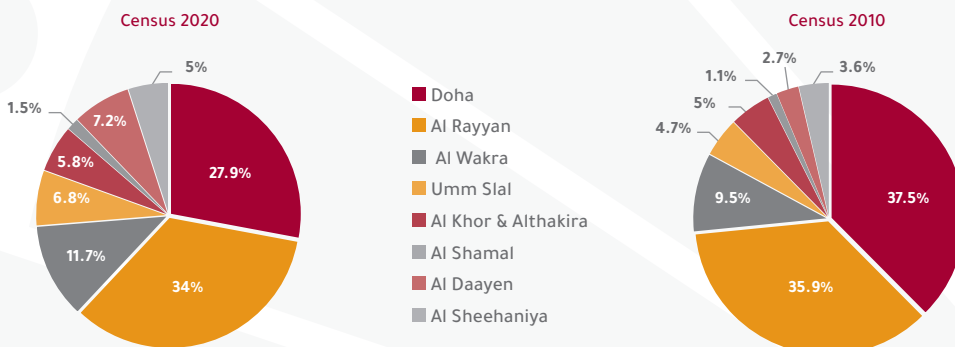 Census 2020
5%
1.5%
7.2%
5.8%
6.8%
11.7%
34%
27.9%
Doha
Al Rayyan
Al Wakra
Umm Slal
Al Khor & Althakira
Al Shamal
Al Daayen
Al Sheehaniya
Census 2010
3.6%
2.7%
1.1%
5%
4.7%
9.5%
35.9%
37.5%